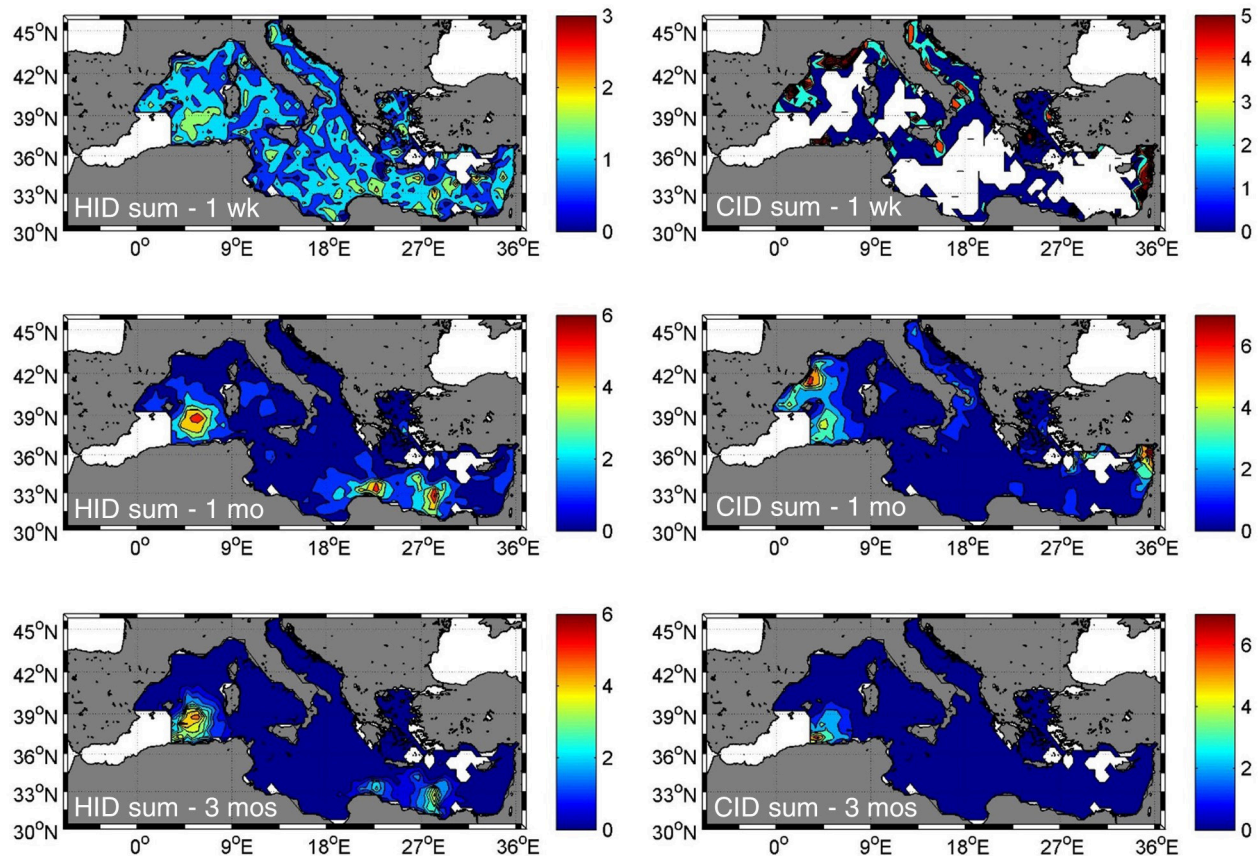 45°N
42°N
39°N
36°N
33°N
30°N
0°
9°E
18°E
27°E
36°E
HID sum - 1 wk
3
2
1
0
45°N
42°N
39°N
36°N
33°N
30°N
0°
9°E
18°E
27°E
36°E
CID sum - 1 wk
5
4
3
2
1
0
45°N
42°N
39°N
36°N
33°N
30°N
0°
9°E
18°E
27°E
36°E
HID sum - 1 mo
6
4
2
0
45°N
42°N
39°N
36°N
33°N
30°N
0°
9°E
18°E
27°E
36°E
CID sum - 1 mo
6
4
2
0
45°N
42°N
39°N
36°N
33°N
30°N
0°
9°E
18°E
27°E
36°E
HID sum - 3 mos
6
4
2
0
45°N
42°N
39°N
36°N
33°N
30°N
0°
9°E
18°E
27°E
36°E
CID sum - 3 mos
6
4
2
0